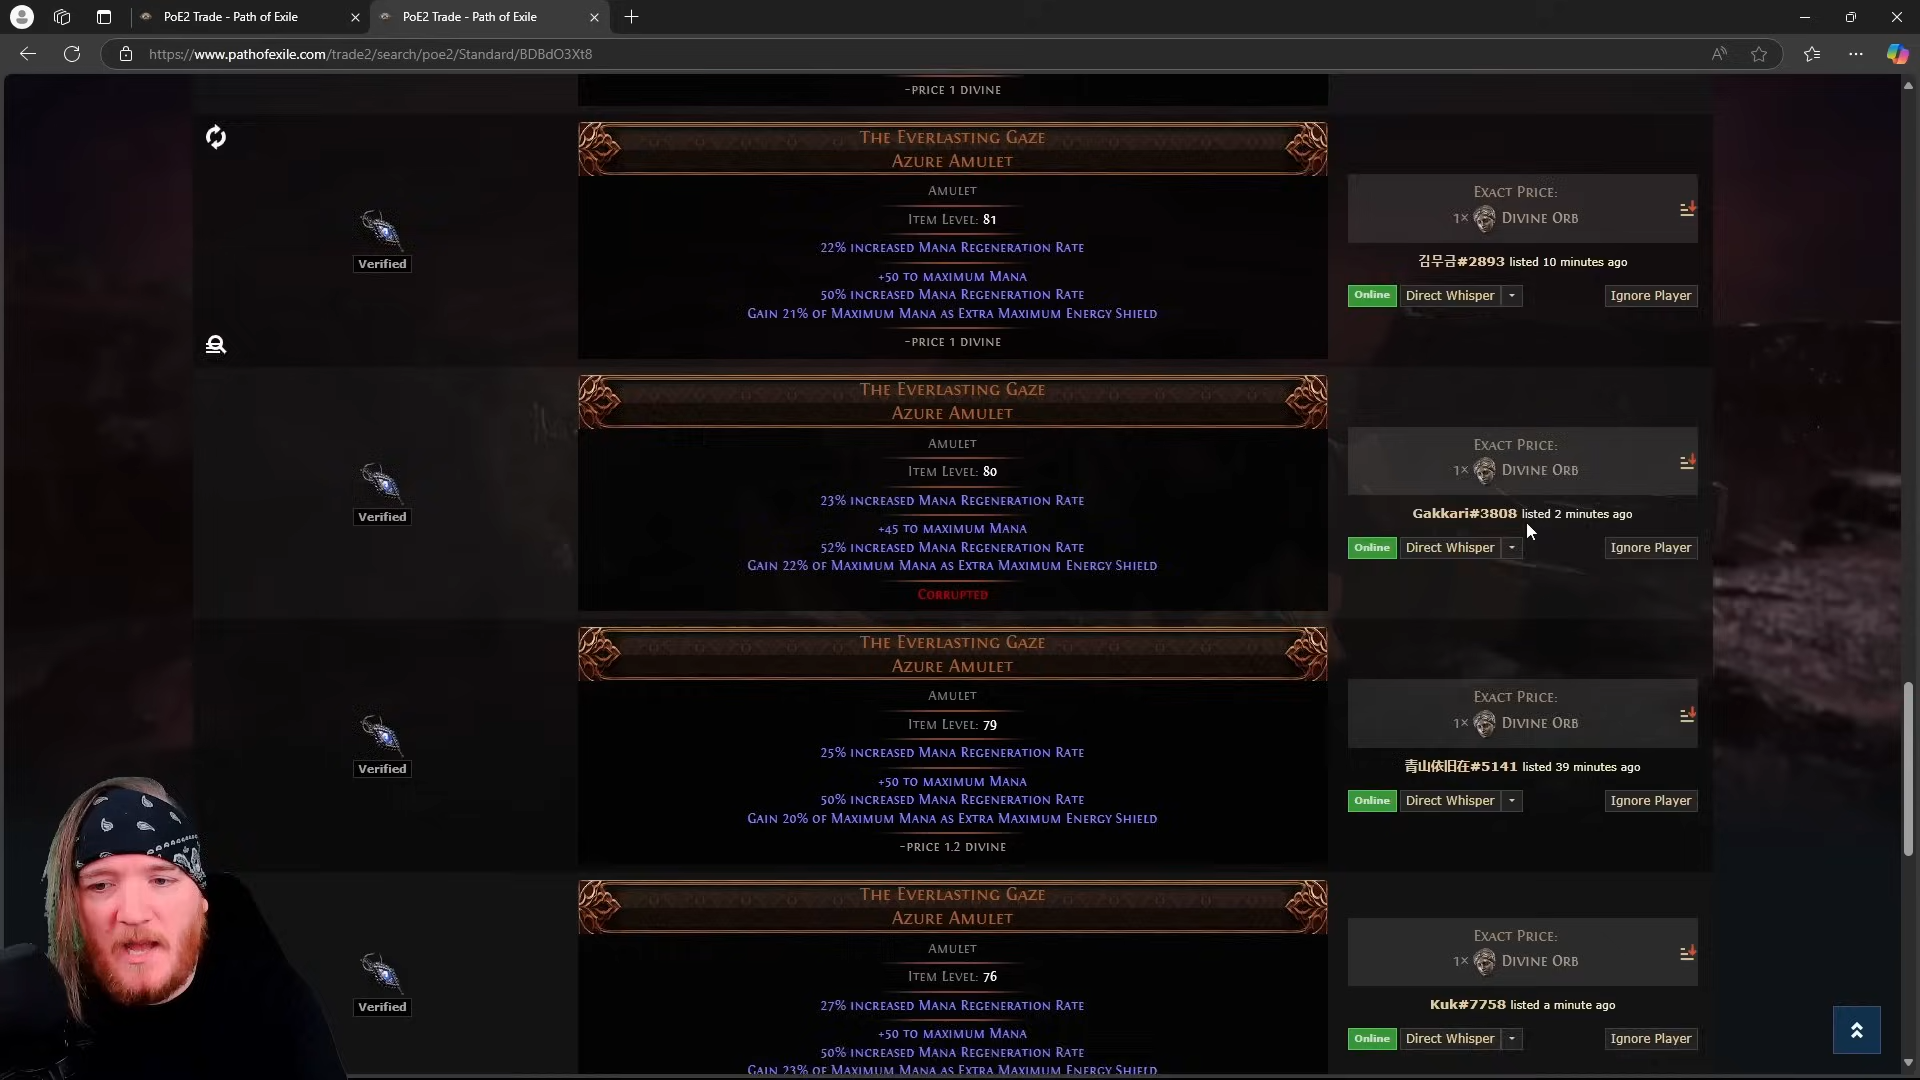 PoE2 Trade - Path of Exile
PoE2 Trade - Path of Exile
https://www.pathofexile.com/trade2/search/poe2/Standard/BDBdO3Xt8
~PRICE 1 DIVINE
THE EVERLASTING GAZE
AZURE AMULET
AMULET
ITEM LEVEL: 81
22% INCREASED MANA REGENERATION RATE
+50 TO MAXIMUM MANA
50% INCREASED MANA REGENERATION RATE
GAIN 21% OF MAXIMUM MANA AS EXTRA MAXIMUM ENERGY SHIELD
~PRICE 1 DIVINE
Verified
EXACT PRICE:
1× DIVINE ORB
김무금#2893 listed 10 minutes ago
Online Direct Whisper Ignore Player
THE EVERLASTING GAZE
AZURE AMULET
AMULET
ITEM LEVEL: 80
23% INCREASED MANA REGENERATION RATE
+45 TO MAXIMUM MANA
52% INCREASED MANA REGENERATION RATE
GAIN 22% OF MAXIMUM MANA AS EXTRA MAXIMUM ENERGY SHIELD
CORRUPTED
Verified
EXACT PRICE:
1× DIVINE ORB
Gakkari#3808 listed 2 minutes ago
Online Direct Whisper Ignore Player
THE EVERLASTING GAZE
AZURE AMULET
AMULET
ITEM LEVEL: 79
25% INCREASED MANA REGENERATION RATE
+50 TO MAXIMUM MANA
50% INCREASED MANA REGENERATION RATE
GAIN 20% OF MAXIMUM MANA AS EXTRA MAXIMUM ENERGY SHIELD
~PRICE 1.2 DIVINE
Verified
EXACT PRICE:
1× DIVINE ORB
青山依旧在#5141 listed 39 minutes ago
Online Direct Whisper Ignore Player
THE EVERLASTING GAZE
AZURE AMULET
AMULET
ITEM LEVEL: 76
27% INCREASED MANA REGENERATION RATE
+50 TO MAXIMUM MANA
50% INCREASED MANA REGENERATION RATE
GAIN 23% OF MAXIMUM MANA AS EXTRA MAXIMUM ENERGY SHIELD
Verified
EXACT PRICE:
1× DIVINE ORB
Kuk#7758 listed a minute ago
Online Direct Whisper Ignore Player